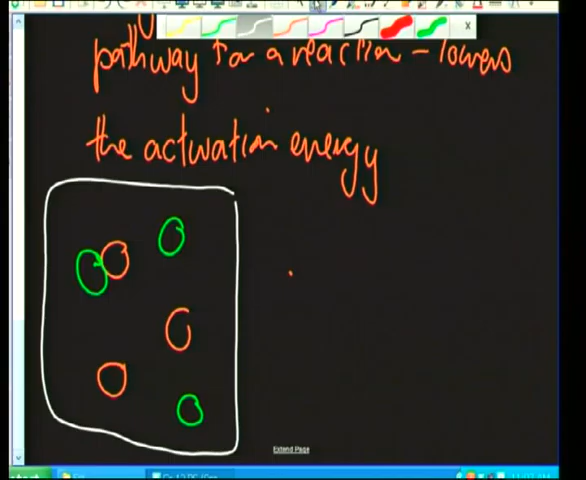 pathway for a reaction – lowers
the activation energy
Extend Page